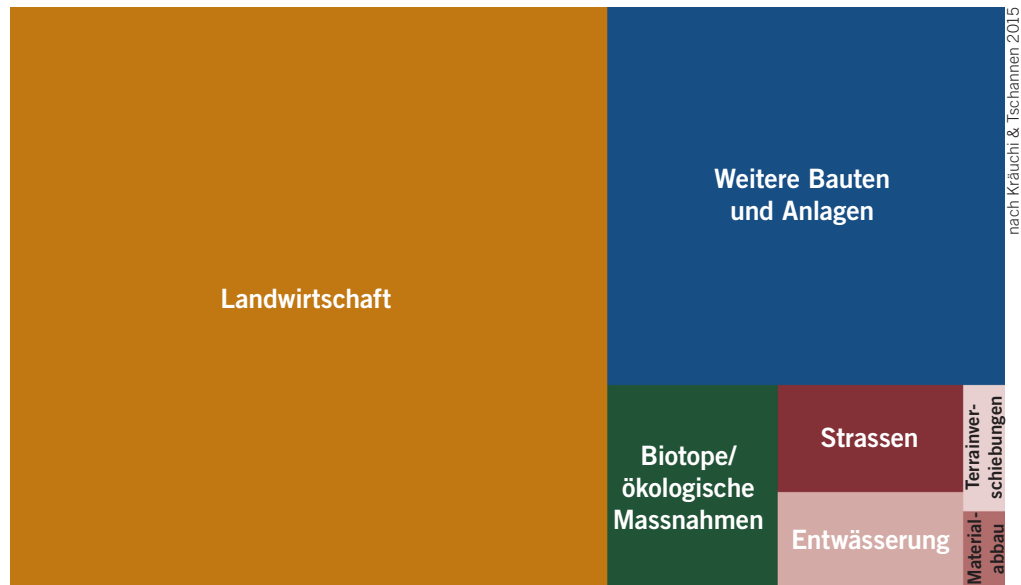 Landwirtschaft
Weitere Bauten
und Anlagen
Biotope/
ökologische
Massnahmen
Strassen
Entwässerung
Terrainver-
schiebungen
Material-
abbau
nach Kräuchi & Tschannen 2015